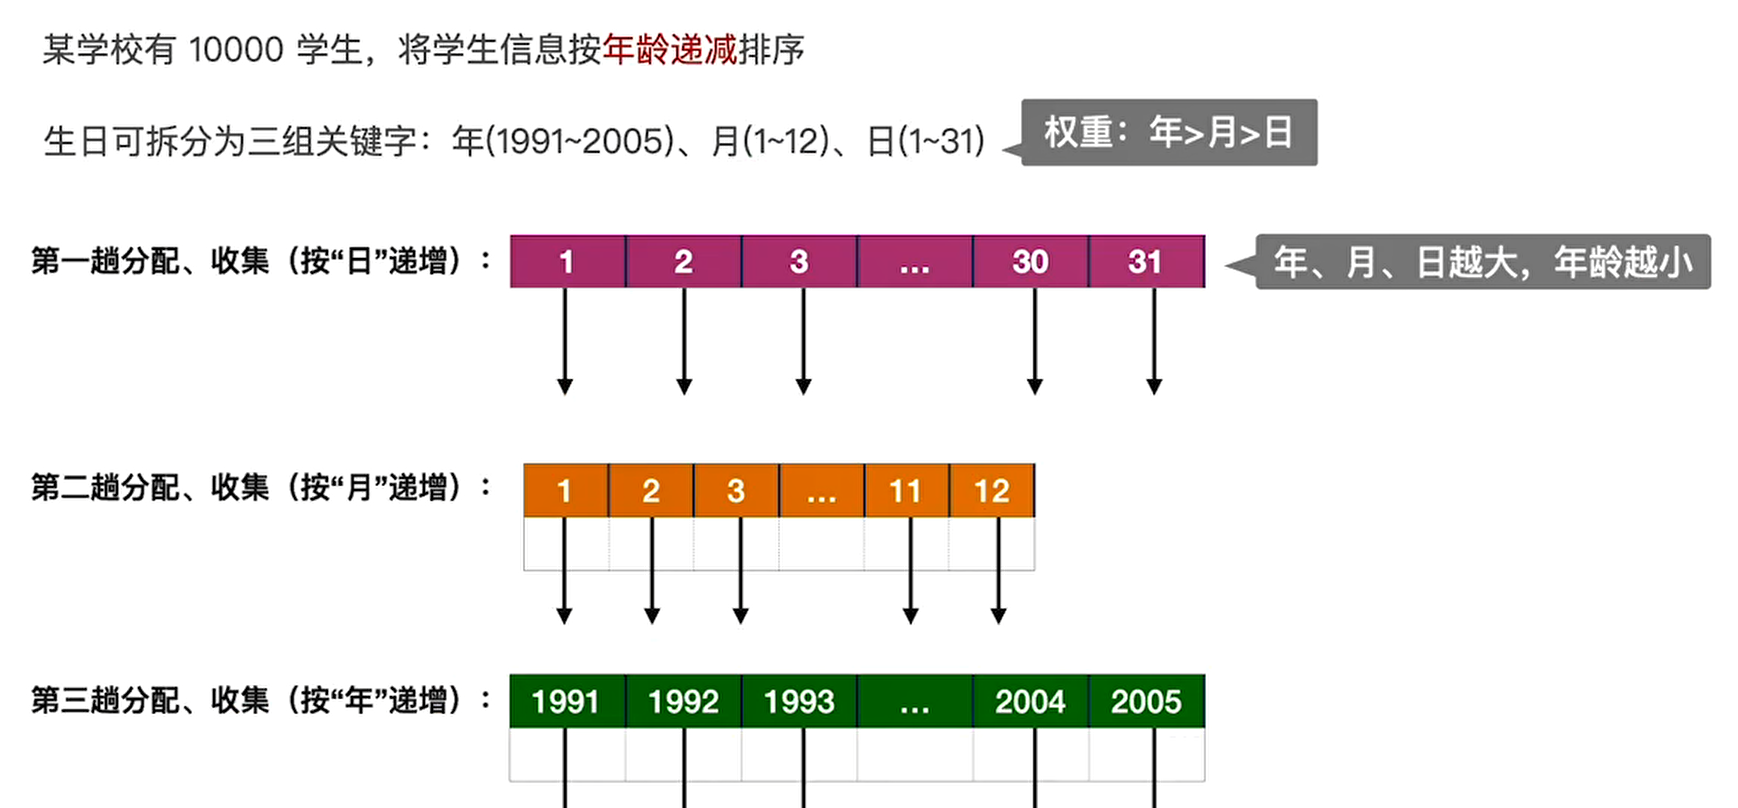 某学校有 10000 学生，将学生信息按年龄递减排序
生日可拆分为三组关键字：年(1991~2005)、月(1~12)、日(1~31)
权重：年>月>日
第一趟分配、收集（按“日”递增）：
1 2 3 ... 30 31
年、月、日越大，年龄越小
第二趟分配、收集（按“月”递增）：
1 2 3 ... 11 12
第三趟分配、收集（按“年”递增）：
1991 1992 1993 ... 2004 2005